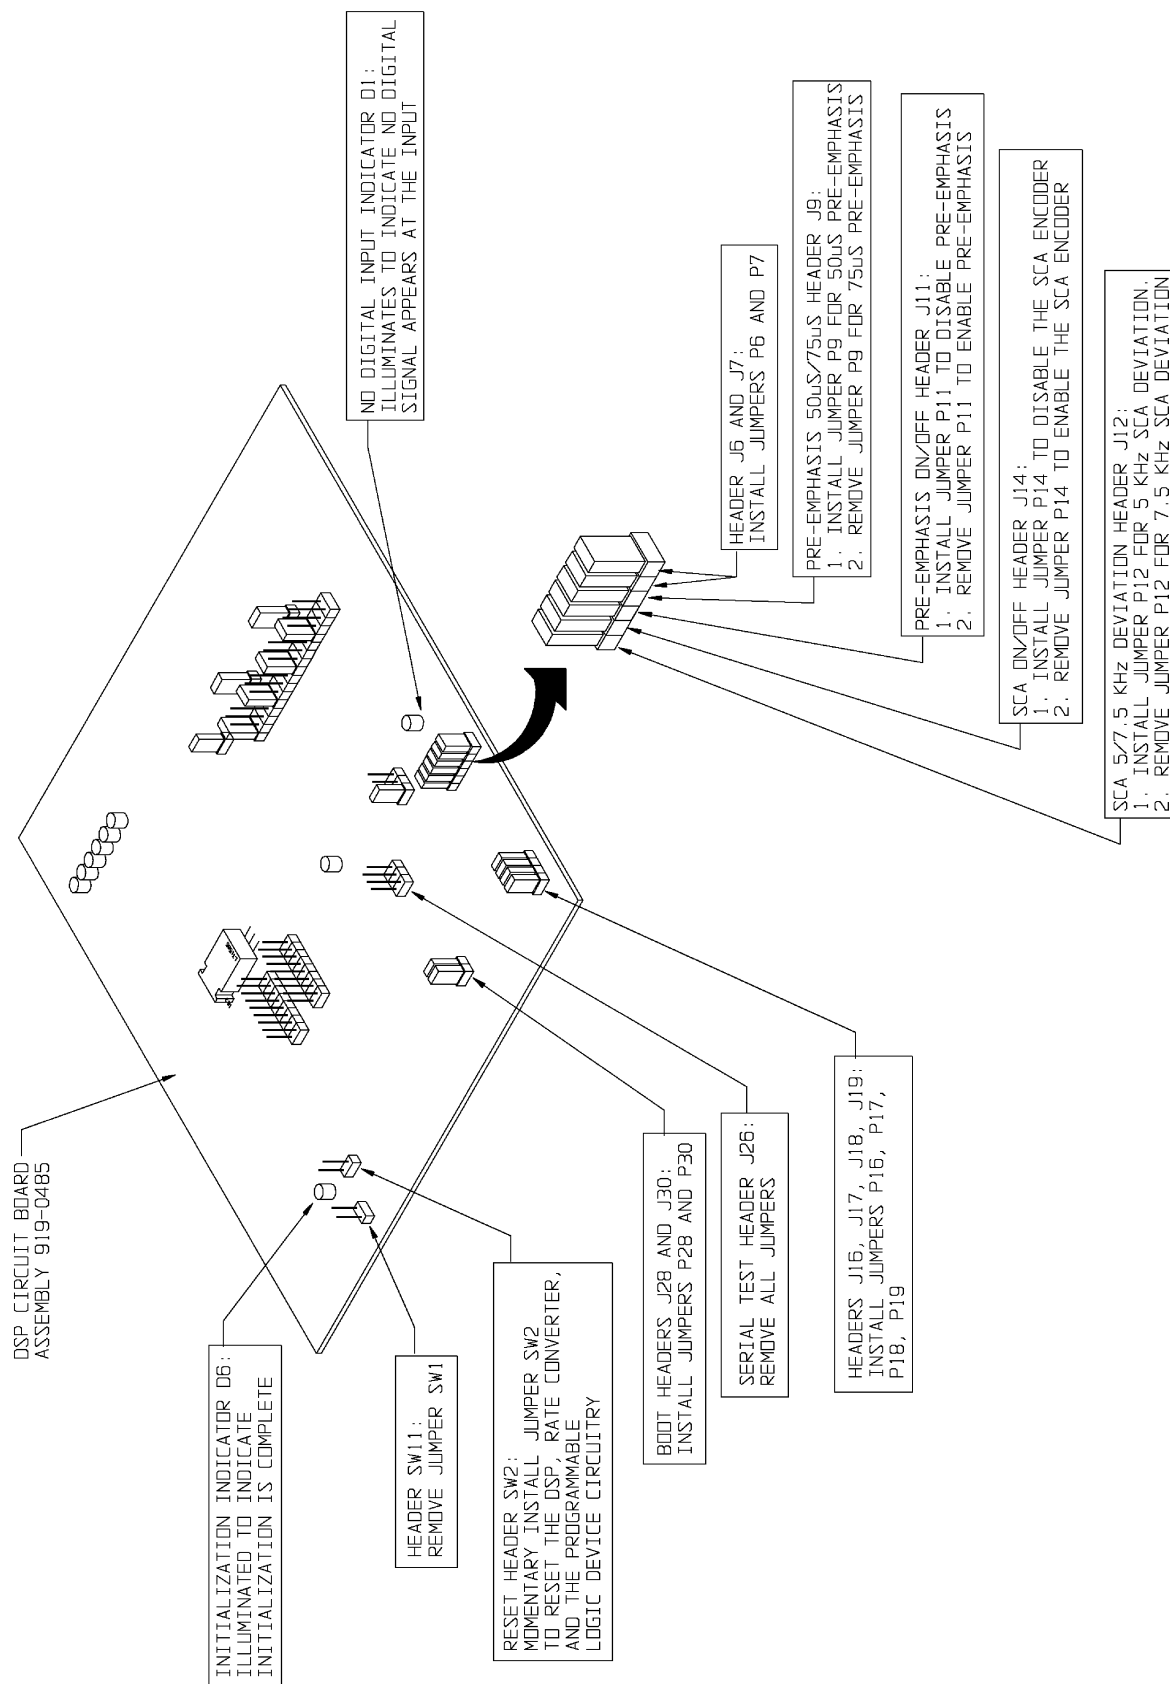 DSP CIRCUIT BOARD
ASSEMBLY 919-0485
INITIALIZATION INDICATOR D6:
ILLUMINATED TO INDICATE
INITIALIZATION IS COMPLETE
HEADER SW11:
REMOVE JUMPER SW1
RESET HEADER SW2:
MOMENTARY INSTALL JUMPER SW2
TO RESET THE DSP, RATE CONVERTER,
AND THE PROGRAMMABLE
LOGIC DEVICE CIRCUITRY
BOOT HEADERS J28 AND J30:
INSTALL JUMPERS P28 AND P30
SERIAL TEST HEADER J26:
REMOVE ALL JUMPERS
HEADERS J16, J17, J18, J19:
INSTALL JUMPERS P16, P17,
P18, P19
NO DIGITAL INPUT INDICATOR D1:
ILLUMINATES TO INDICATE NO DIGITAL
SIGNAL APPEARS AT THE INPUT
HEADER J6 AND J7:
INSTALL JUMPERS P6 AND P7
PRE-EMPHASIS 50uS/75uS HEADER J9:
1. INSTALL JUMPER P9 FOR 50uS PRE-EMPHASIS
2. REMOVE JUMPER P9 FOR 75uS PRE-EMPHASIS
PRE-EMPHASIS ON/OFF HEADER J11:
1. INSTALL JUMPER P11 TO DISABLE PRE-EMPHASIS
2. REMOVE JUMPER P11 TO ENABLE PRE-EMPHASIS
SCA ON/OFF HEADER J14:
1. INSTALL JUMPER P14 TO DISABLE THE SCA ENCODER
2. REMOVE JUMPER P14 TO ENABLE THE SCA ENCODER
SCA 5/7.5 KHz DEVIATION HEADER J12:
1. INSTALL JUMPER P12 FOR 5 KHz SCA DEVIATION.
2. REMOVE JUMPER P12 FOR 7.5 KHz SCA DEVIATION